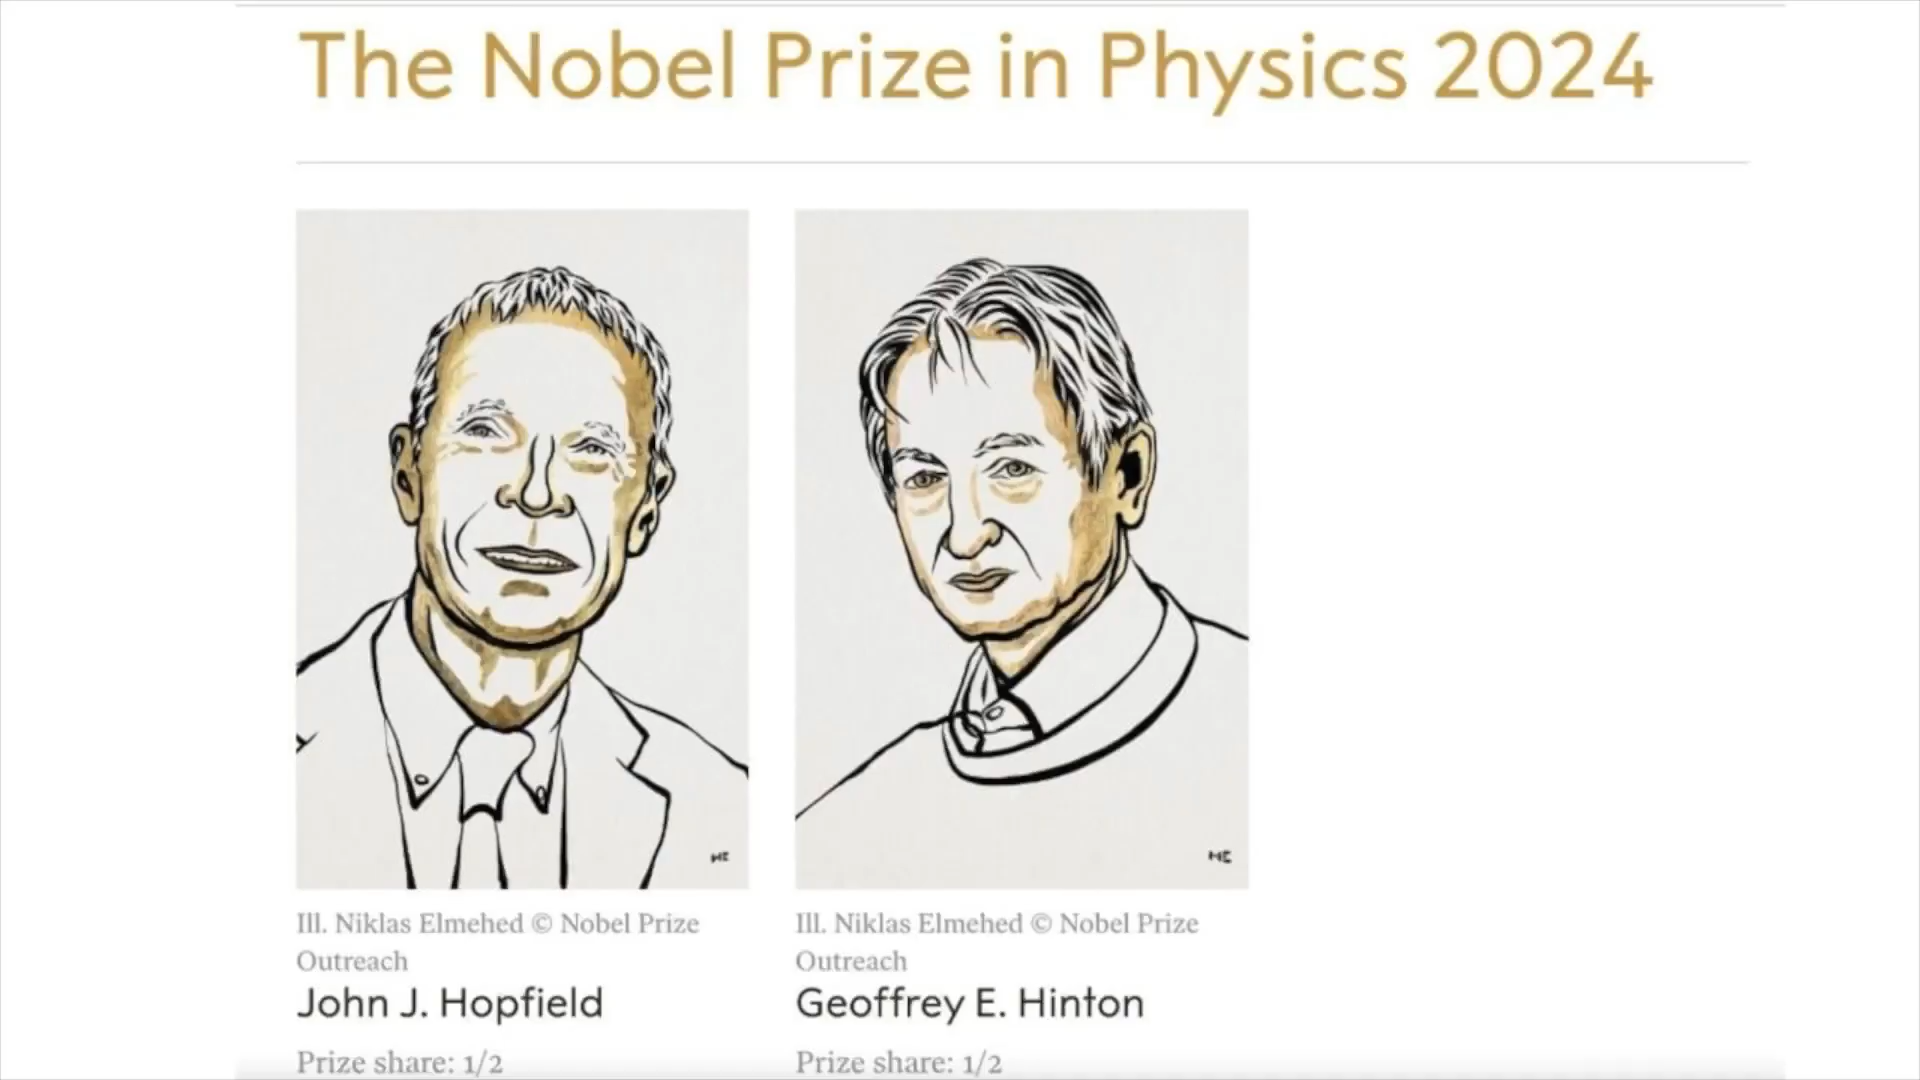 The Nobel Prize in Physics 2024
Ill. Niklas Elmehed © Nobel Prize
Outreach
John J. Hopfield
Prize share: 1/2
Ill. Niklas Elmehed © Nobel Prize
Outreach
Geoffrey E. Hinton
Prize share: 1/2